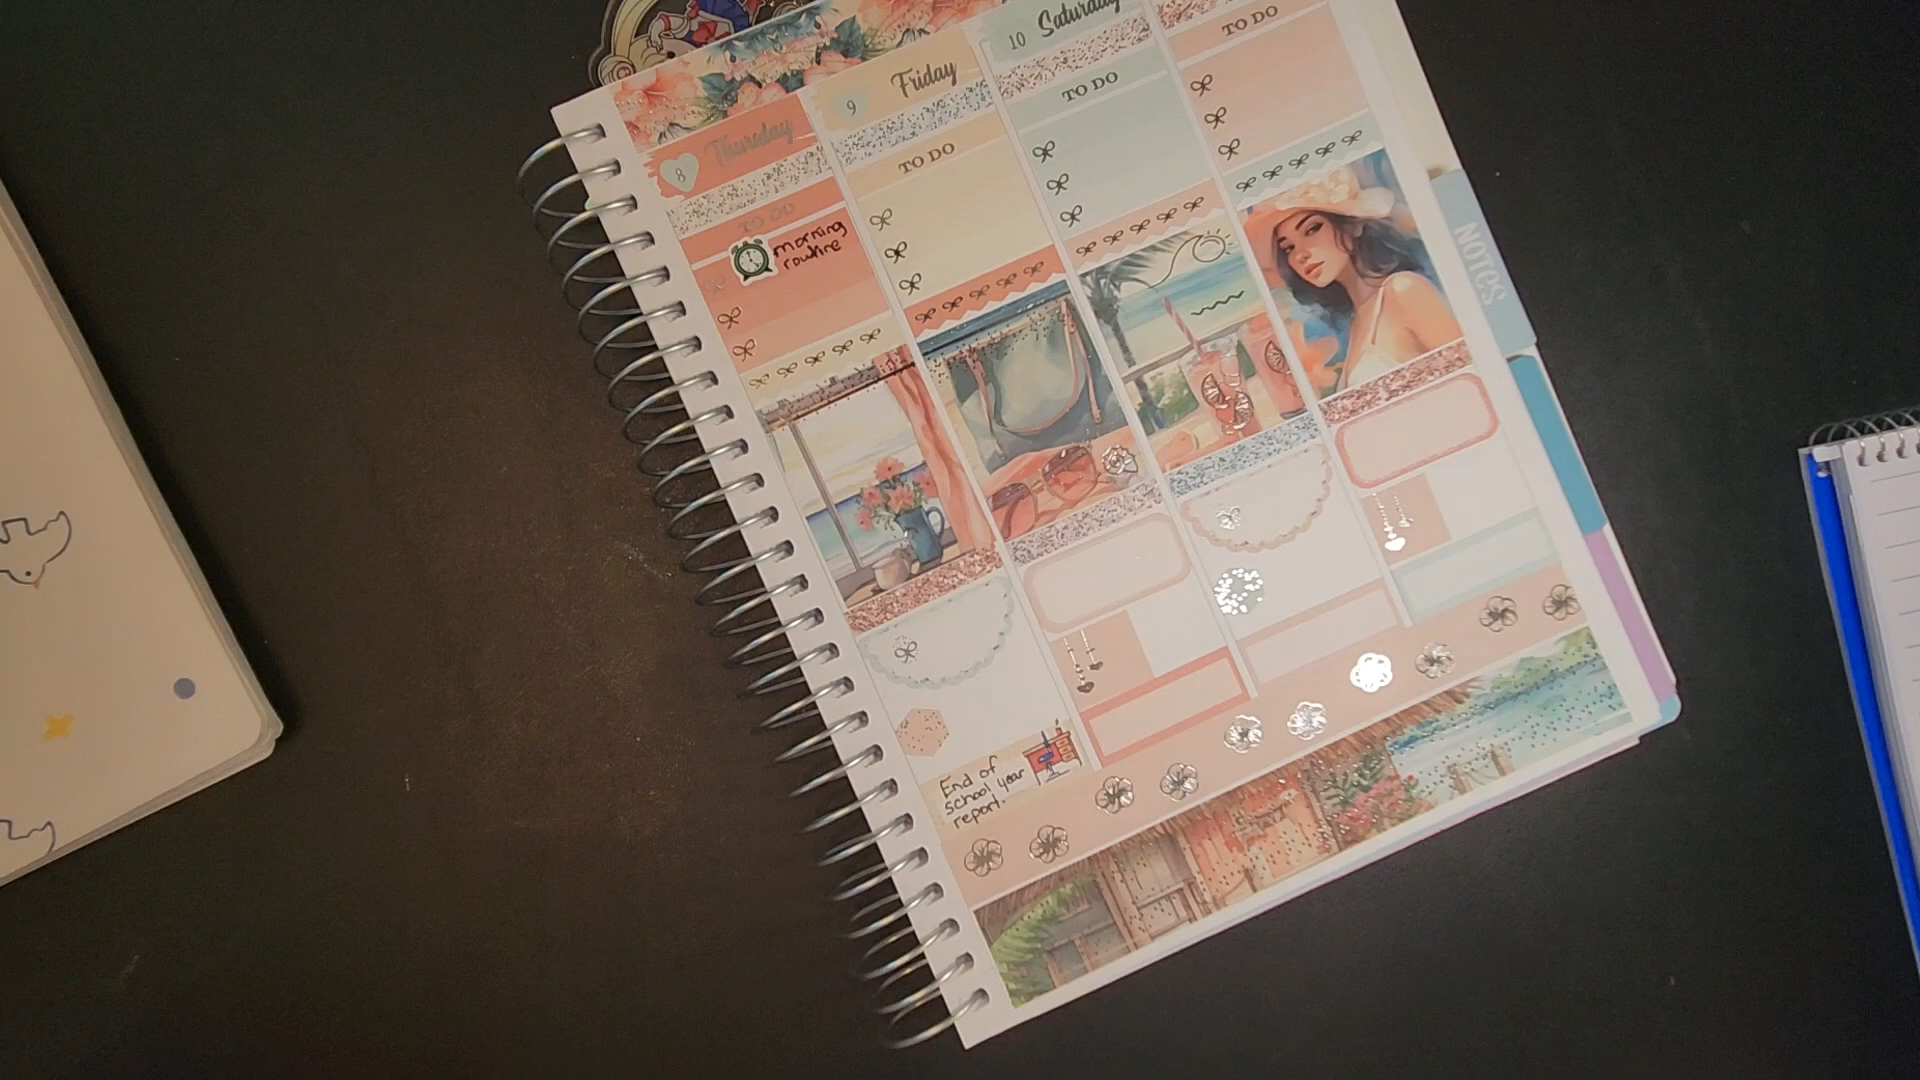 8 Thursday
TO DO
morning
routine
End of
school year
report.
9 Friday
TO DO
10 Saturday
TO DO
TO DO
NOTES